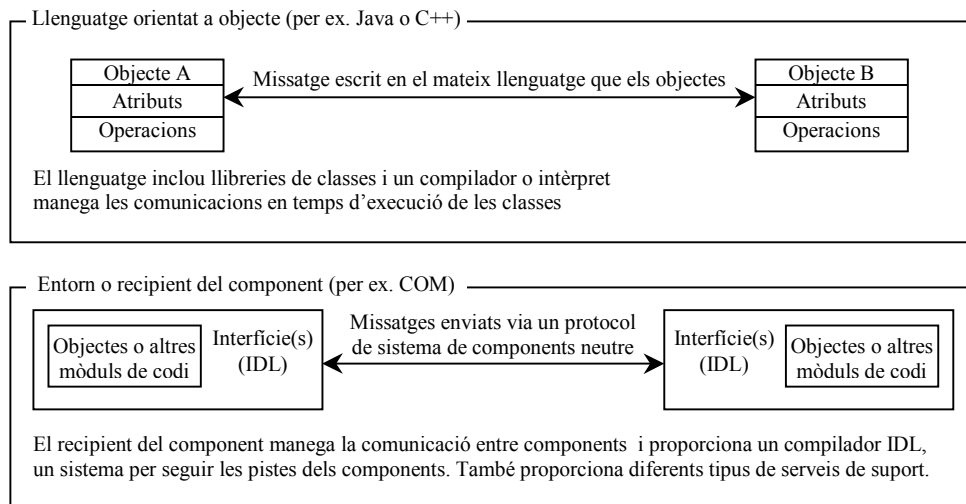 Llenguatge orientat a objecte (per ex. Java o C++)
Objecte A
Atributs
Operacions
Missatge escrit en el mateix llenguatge que els objectes
Objecte B
Atributs
Operacions
El llenguatge inclou llibreries de classes i un compilador o intèrpret
manega les comunicacions en temps d’execució de les classes
Entorn o recipient del component (per ex. COM)
Objectes o altres
mòduls de codi
Interfície(s)
(IDL)
Missatges enviats via un protocol
de sistema de components neutre
Interfície(s)
(IDL)
Objectes o altres
mòduls de codi
El recipient del component manega la comunicació entre components i proporciona un compilador IDL,
un sistema per seguir les pistes dels components. També proporciona diferents tipus de serveis de suport.